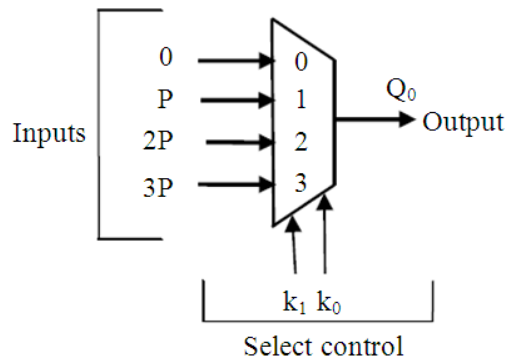 0
P
2P
3P
Inputs
0
1
2
3
Q₀
Output
k₁ k₀
Select control